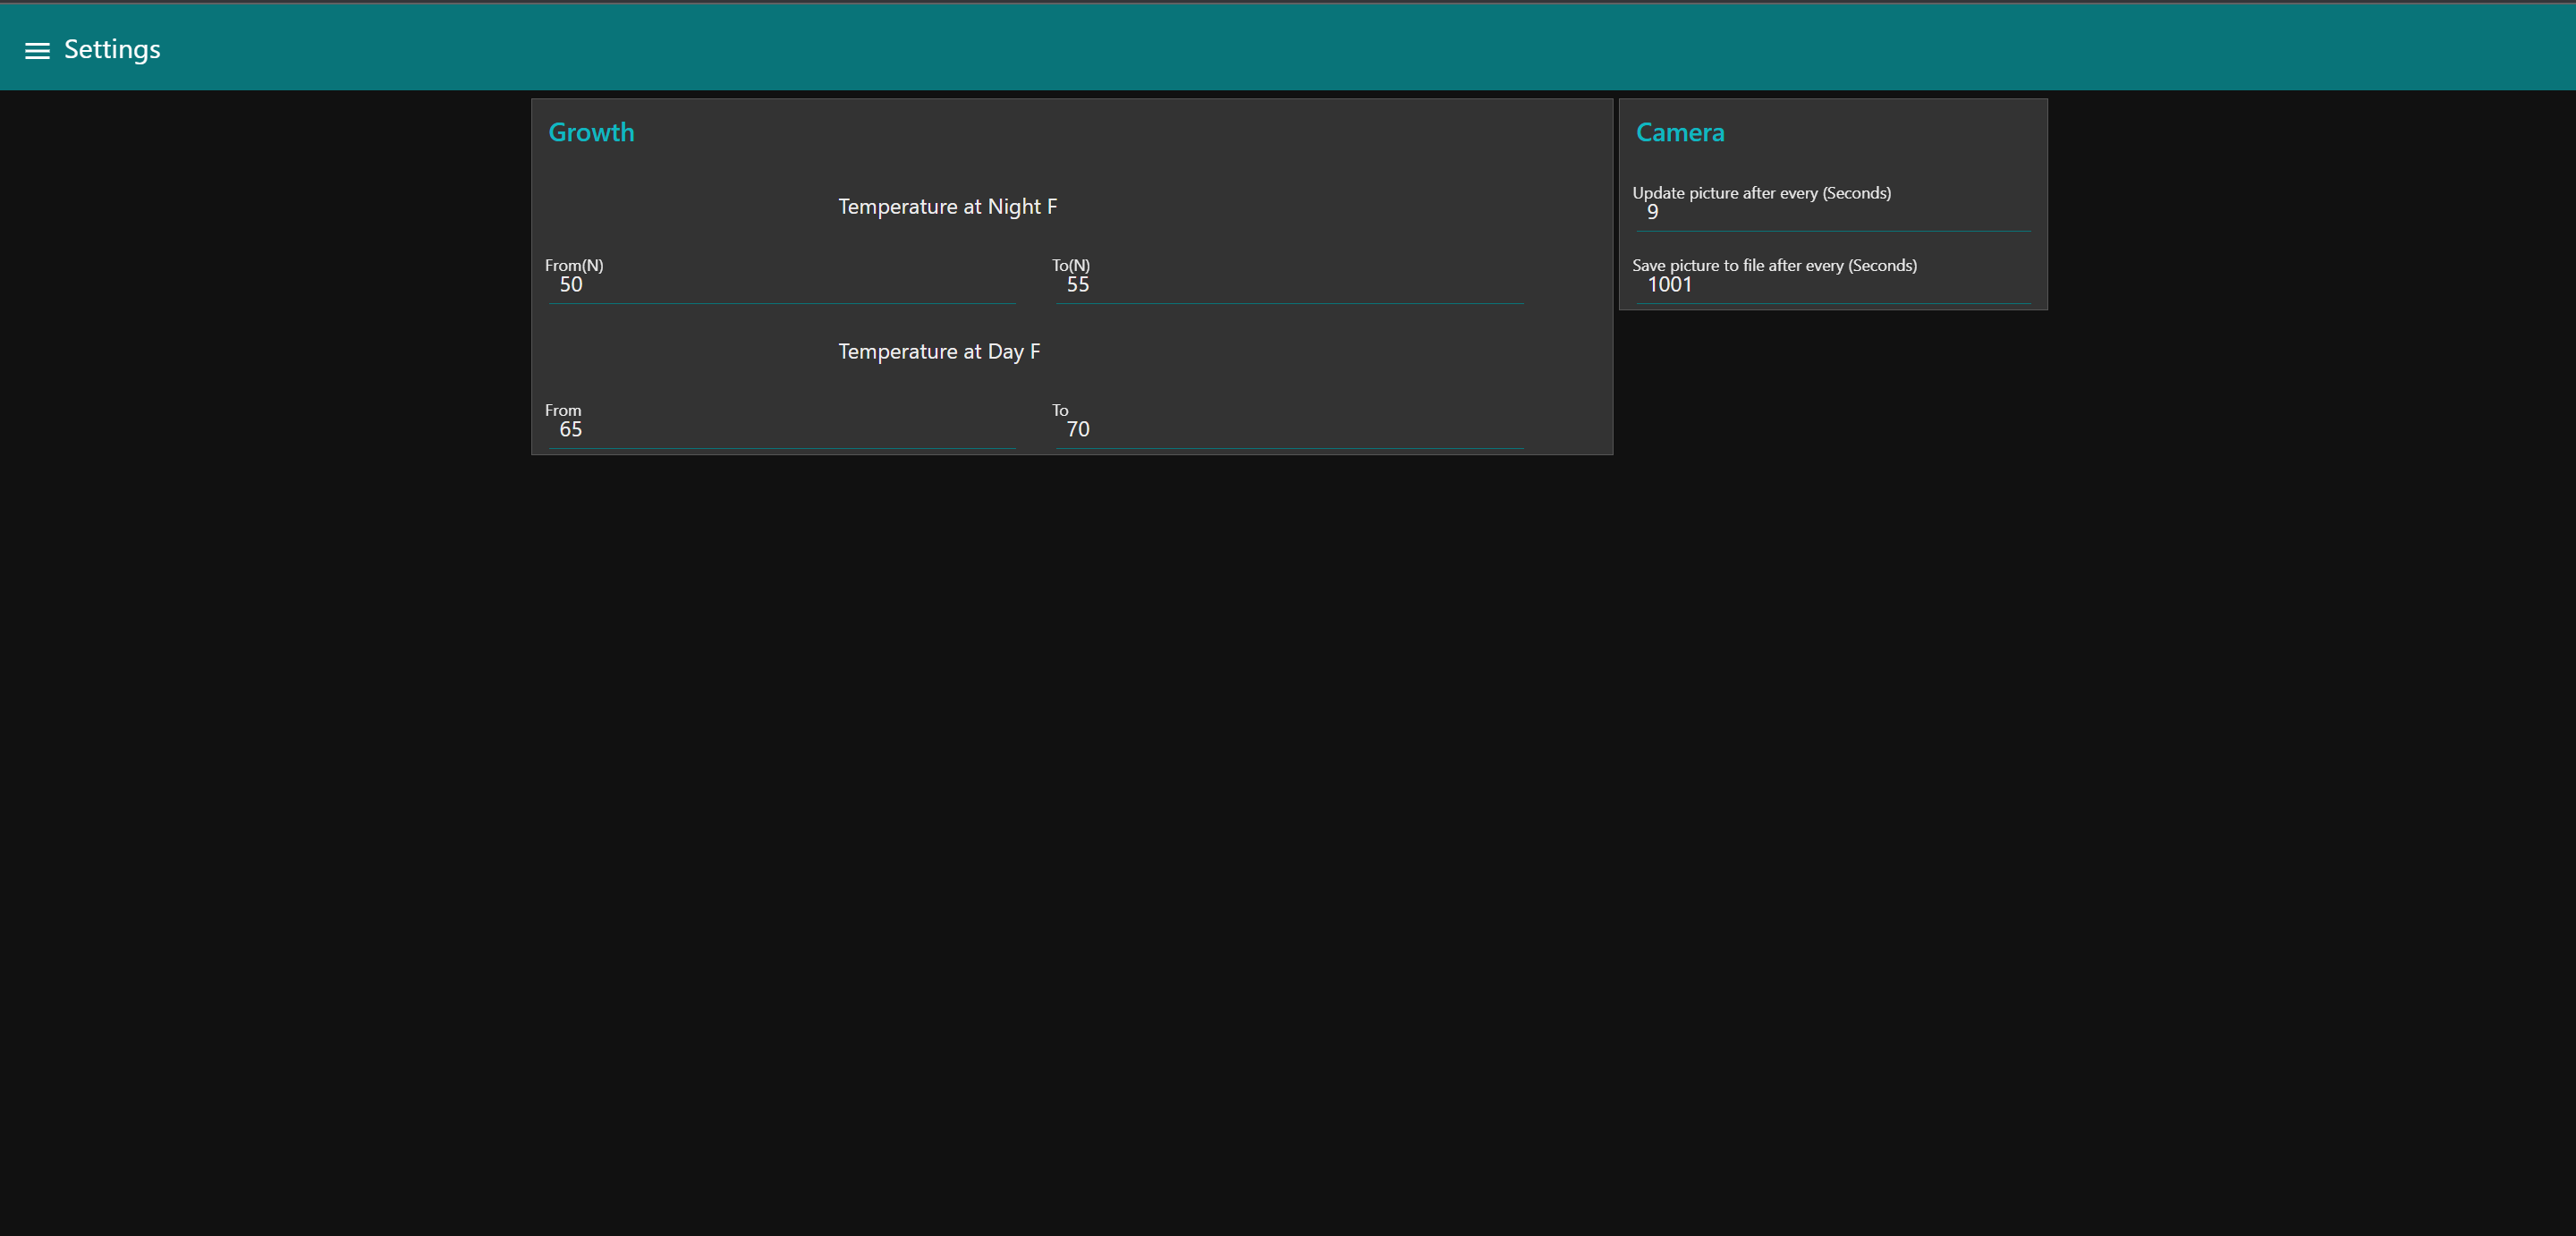 Settings
Growth
Temperature at Night F
From(N)
50
To(N)
55
Temperature at Day F
From
65
To
70
Camera
Update picture after every (Seconds)
9
Save picture to file after every (Seconds)
1001